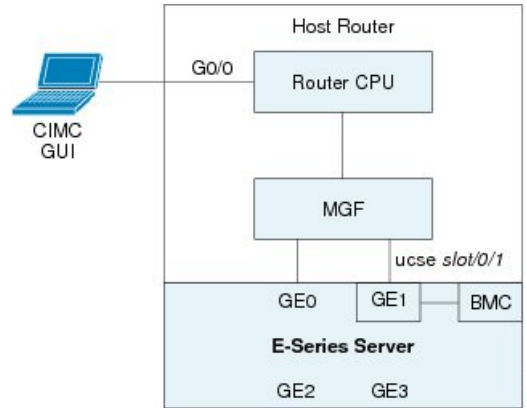 Host Router
G0/0
Router CPU
CIMC
GUI
MGF
ucse slot/0/1
GE0
GE1
BMC
E-Series Server
GE2
GE3